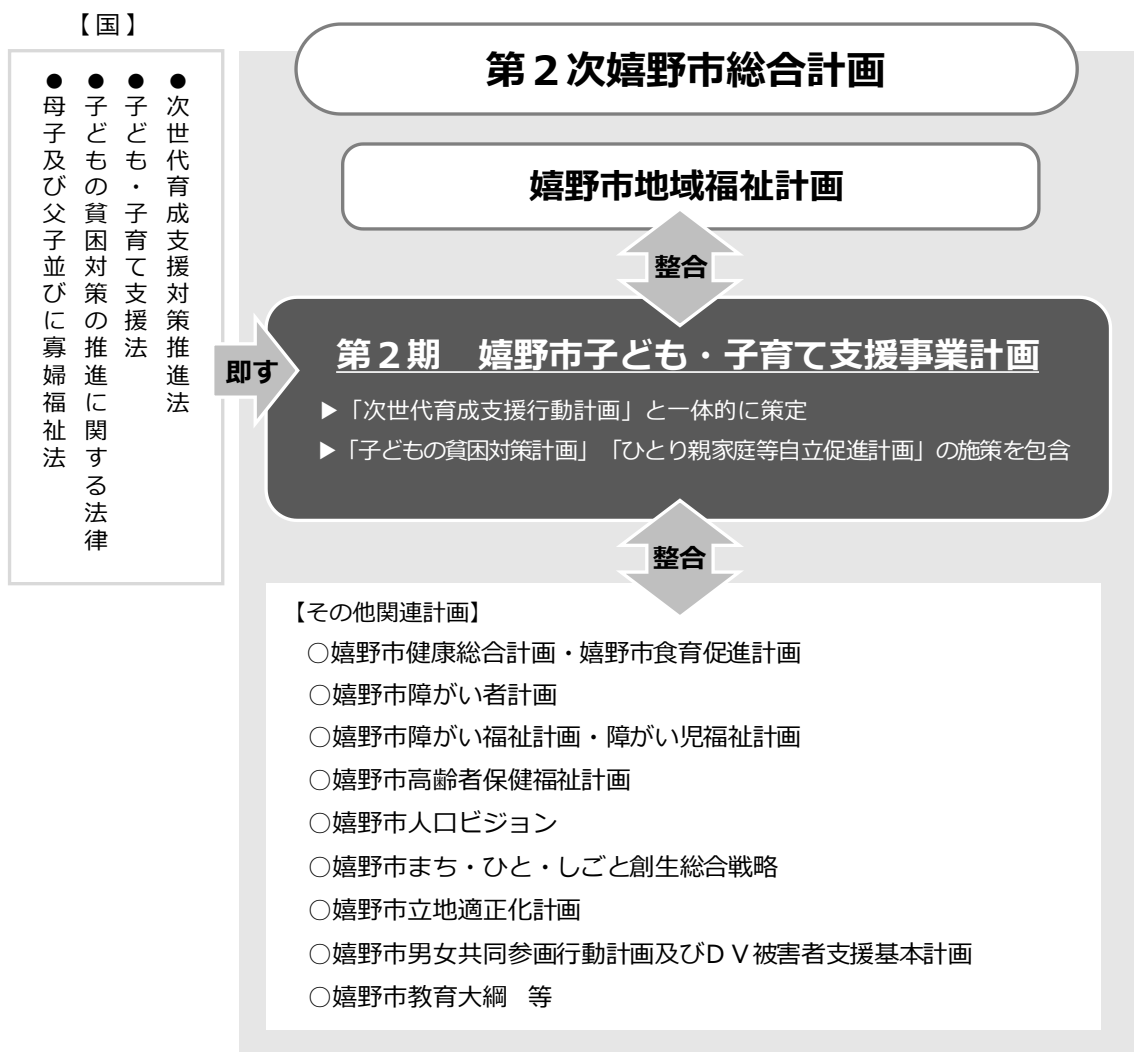 【国】
●次世代育成支援対策推進法
●子ども・子育て支援法
●子どもの貧困対策の推進に関する法律
●母子及び父子並びに寡婦福祉法
第２次嬉野市総合計画
嬉野市地域福祉計画
整合
即す
第２期　嬉野市子ども・子育て支援事業計画
▶「次世代育成支援行動計画」と一体的に策定
▶「子どもの貧困対策計画」「ひとり親家庭等自立促進計画」の施策を包含
整合
【その他関連計画】
○嬉野市健康総合計画・嬉野市食育促進計画
○嬉野市障がい者計画
○嬉野市障がい福祉計画・障がい児福祉計画
○嬉野市高齢者保健福祉計画
○嬉野市人口ビジョン
○嬉野市まち・ひと・しごと創生総合戦略
○嬉野市立地適正化計画
○嬉野市男女共同参画行動計画及びＤＶ被害者支援基本計画
○嬉野市教育大綱　等